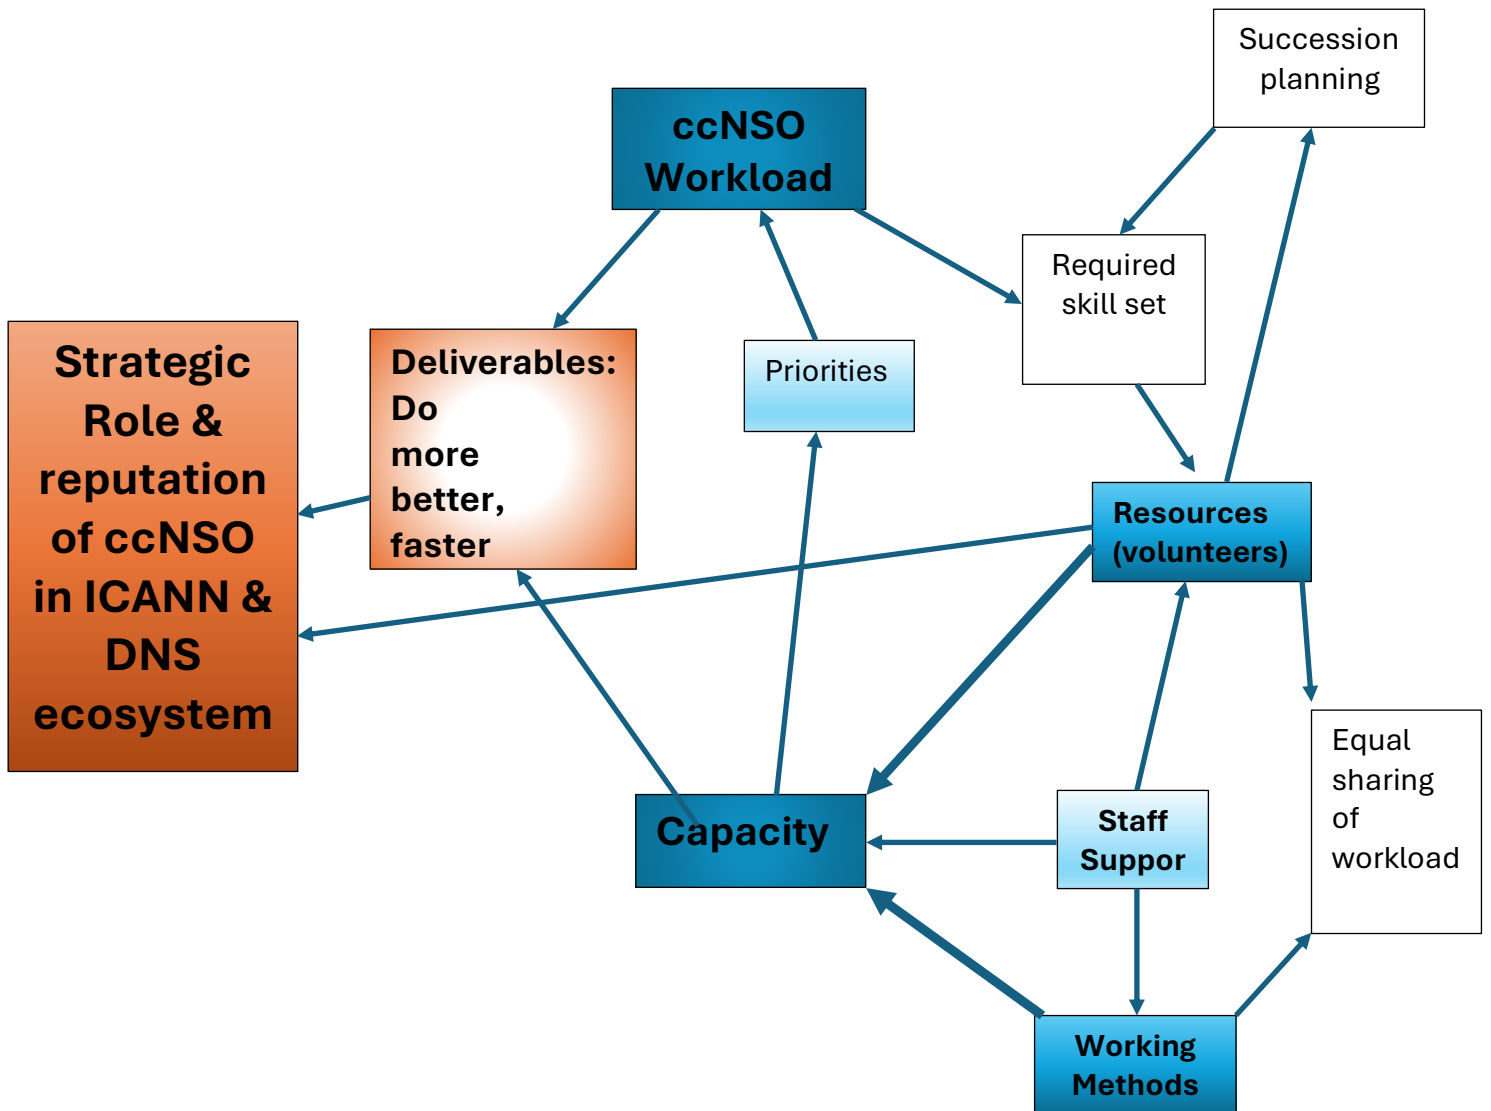 Succession
planning
ccNSO
Workload
Required
skill set
Strategic
Role &
reputation
of ccNSO
in ICANN &
DNS
ecosystem
Deliverables:
Do
more
better,
faster
Priorities
Resources
(volunteers)
Equal
sharing
of
workload
Capacity
Staff
Suppor
Working
Methods